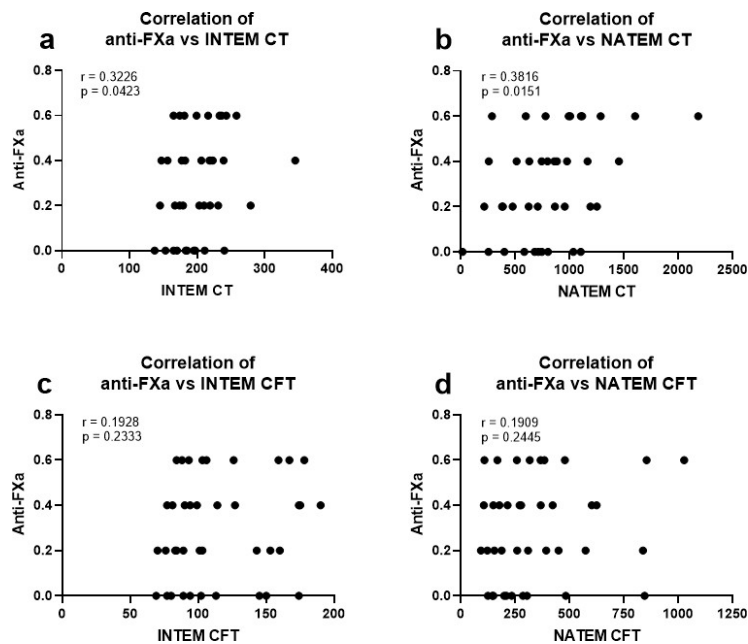 a
Correlation of
anti-FXa vs INTEM CT
r = 0.3226
p = 0.0423
Anti-FXa
0.8
0.6
0.4
0.2
0.0
0 100 200 300 400
INTEM CT
b
Correlation of
anti-FXa vs NATEM CT
r = 0.3816
p = 0.0151
Anti-FXa
0.8
0.6
0.4
0.2
0.0
0 500 1000 1500 2000 2500
NATEM CT
c
Correlation of
anti-FXa vs INTEM CFT
r = 0.1928
p = 0.2333
Anti-FXa
0.8
0.6
0.4
0.2
0.0
0 50 100 150 200
INTEM CFT
d
Correlation of
anti-FXa vs NATEM CFT
r = 0.1909
p = 0.2445
Anti-FXa
0.8
0.6
0.4
0.2
0.0
0 250 500 750 1000 1250
NATEM CFT